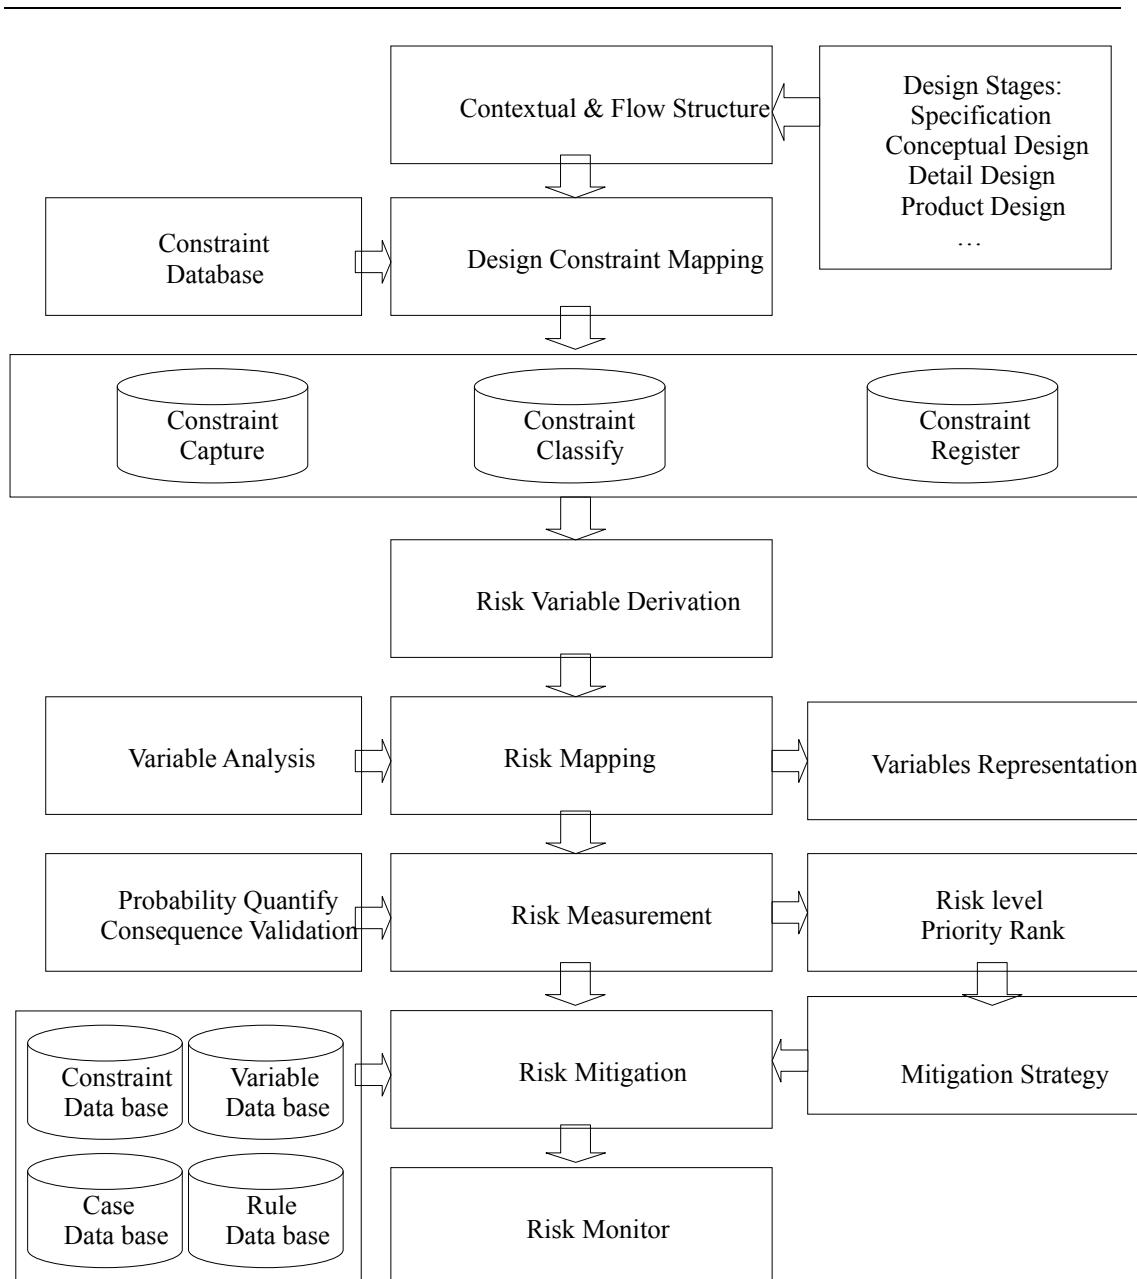 Contextual & Flow Structure
Design Stages:
Specification
Conceptual Design
Detail Design
Product Design
…
Constraint
Database
Design Constraint Mapping
Constraint
Capture
Constraint
Classify
Constraint
Register
Risk Variable Derivation
Variable Analysis
Risk Mapping
Variables Representation
Probability Quantify
Consequence Validation
Risk Measurement
Risk level
Priority Rank
Constraint
Data base
Variable
Data base
Case
Data base
Rule
Data base
Risk Mitigation
Mitigation Strategy
Risk Monitor